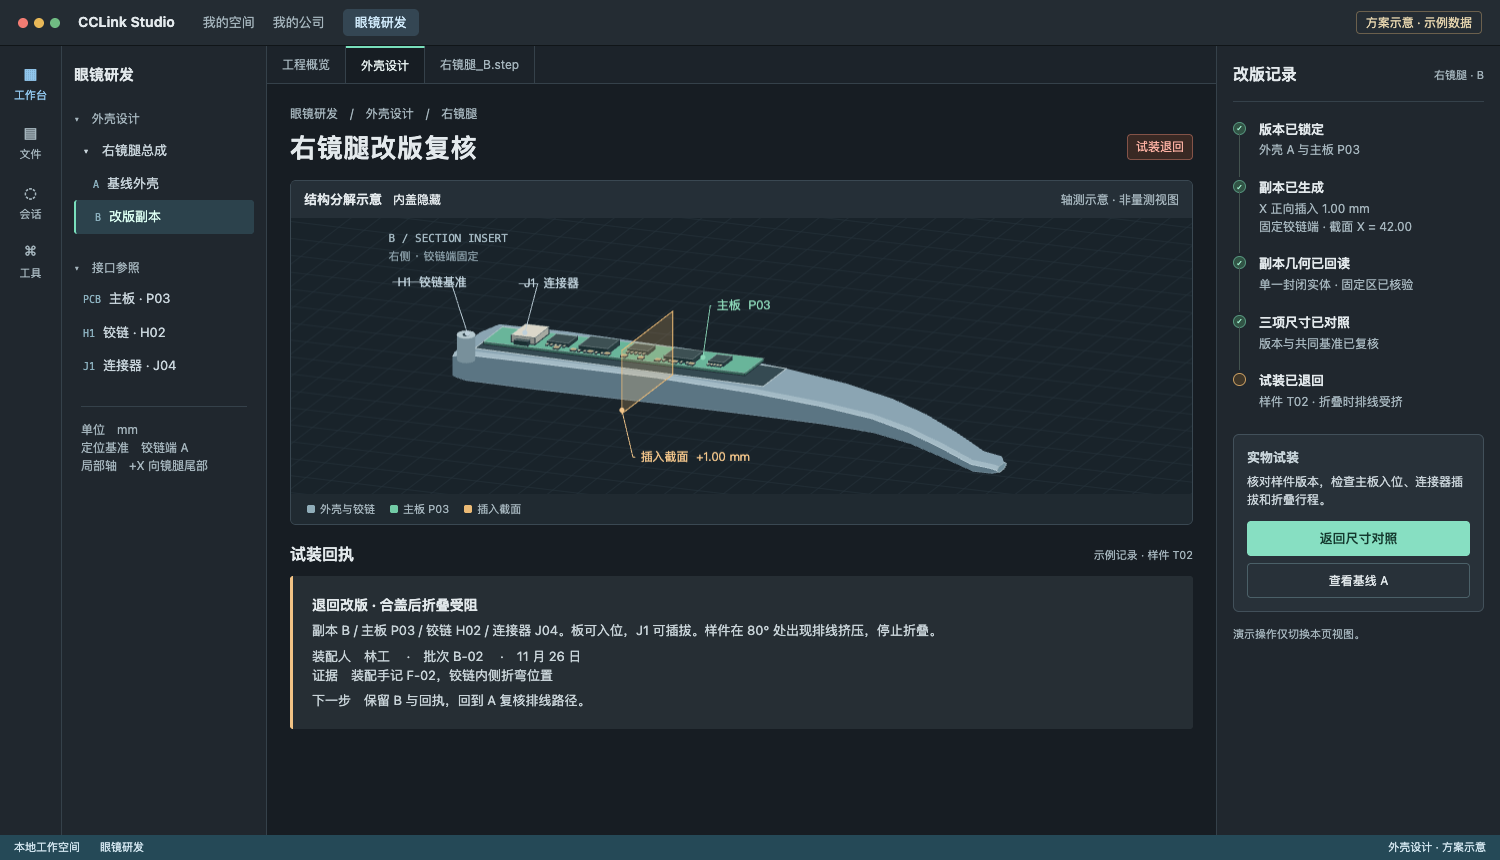 CCLink Studio
我的空间
我的公司
眼镜研发
方案示意 · 示例数据
工作台
文件
会话
工具
眼镜研发
外壳设计
右镜腿总成
A 基线外壳
B 改版副本
接口参照
PCB 主板 · P03
H1 铰链 · H02
J1 连接器 · J04
单位 mm
定位基准 铰链端 A
局部轴 +X 向镜腿尾部
工程概览
外壳设计
右镜腿_B.step
眼镜研发 / 外壳设计 / 右镜腿
右镜腿改版复核
试装退回
结构分解示意 内盖隐藏
轴测示意 · 非量测视图
B / SECTION INSERT
右侧 · 铰链端固定
H1 铰链基准
J1 连接器
主板 P03
插入截面 +1.00 mm
外壳与铰链
主板 P03
插入截面
试装回执
示例记录 · 样件 T02
退回改版 · 合盖后折叠受阻
副本 B / 主板 P03 / 铰链 H02 / 连接器 J04。板可入位，J1 可插拔。样件在 80° 处出现排线挤压，停止折叠。
装配人 林工 · 批次 B-02 · 11 月 26 日
证据 装配手记 F-02，铰链内侧折弯位置
下一步 保留 B 与回执，回到 A 复核排线路径。
改版记录
右镜腿 · B
版本已锁定
外壳 A 与主板 P03
副本已生成
X 正向插入 1.00 mm
固定铰链端 · 截面 X = 42.00
副本几何已回读
单一封闭实体 · 固定区已核验
三项尺寸已对照
版本与共同基准已复核
试装已退回
样件 T02 · 折叠时排线受挤
实物试装
核对样件版本，检查主板入位、连接器插
拔和折叠行程。
返回尺寸对照
查看基线 A
演示操作仅切换本页视图。
本地工作空间
眼镜研发
外壳设计 · 方案示意